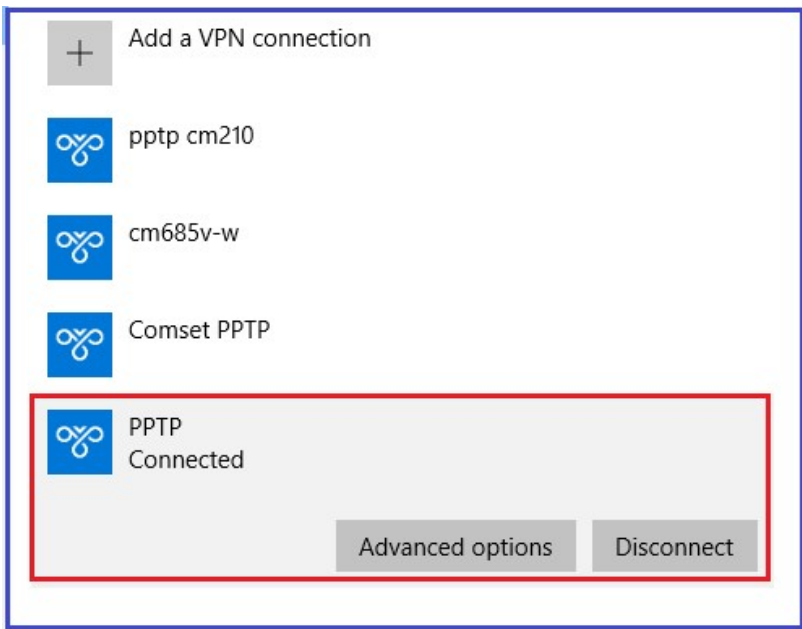 Add a VPN connection
pptp cm210
cm685v-w
Comset PPTP
PPTP
Connected
Advanced options
Disconnect